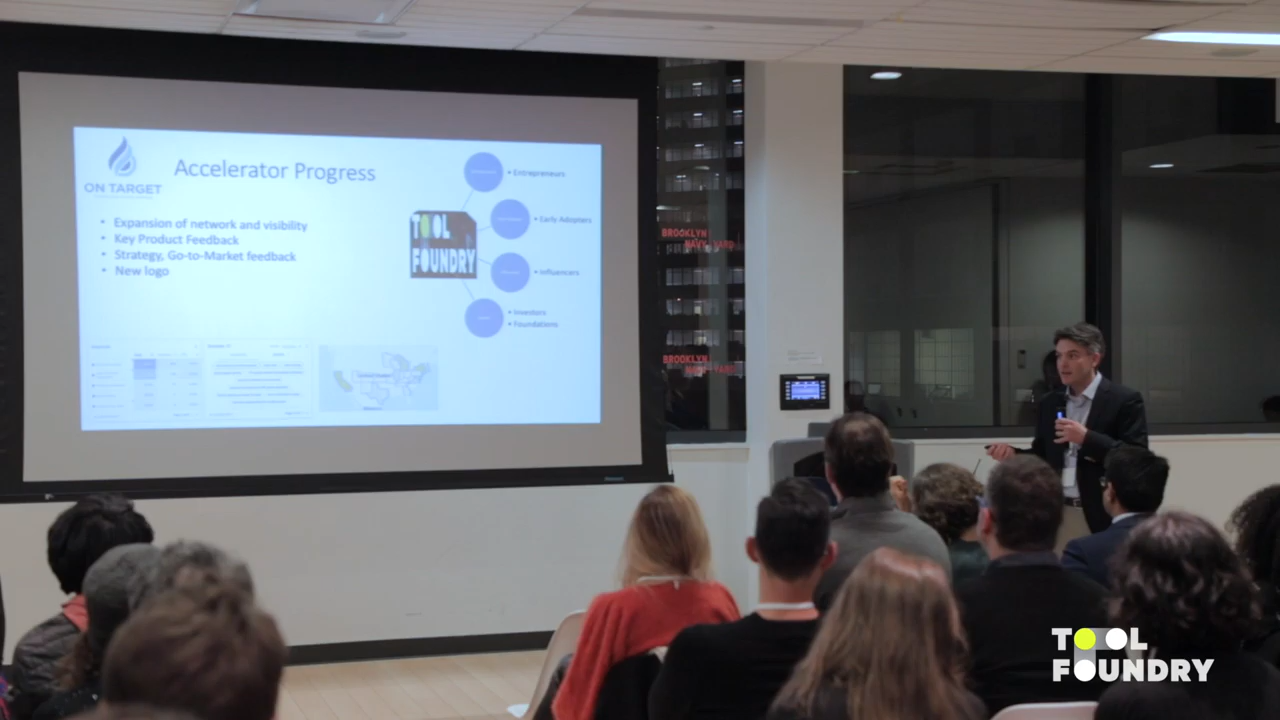 ON TARGET
Accelerator Progress
• Expansion of network and visibility
• Key Product Feedback
• Strategy, Go-to-Market feedback
• New logo
TOOL
FOUNDRY
• Entrepreneurs
• Early Adopters
• Influencers
• Investors
• Foundations
BROOKLYN
NAVY YARD
BROOKLYN
NAVY YARD
TOOL
FOUNDRY